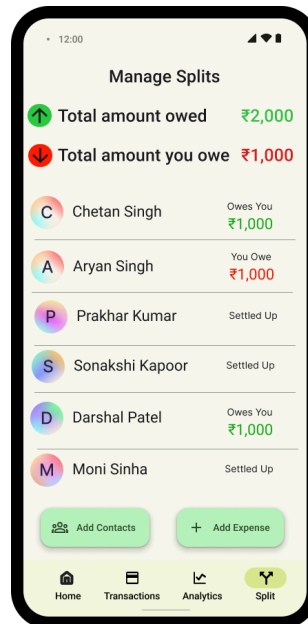 12:00
Manage Splits
Total amount owed ₹2,000
Total amount you owe ₹1,000
C Chetan Singh Owes You
₹1,000
A Aryan Singh You Owe
₹1,000
P Prakhar Kumar Settled Up
S Sonakshi Kapoor Settled Up
D Darshal Patel Owes You
₹1,000
M Moni Sinha Settled Up
Add Contacts + Add Expense
Home Transactions Analytics Split